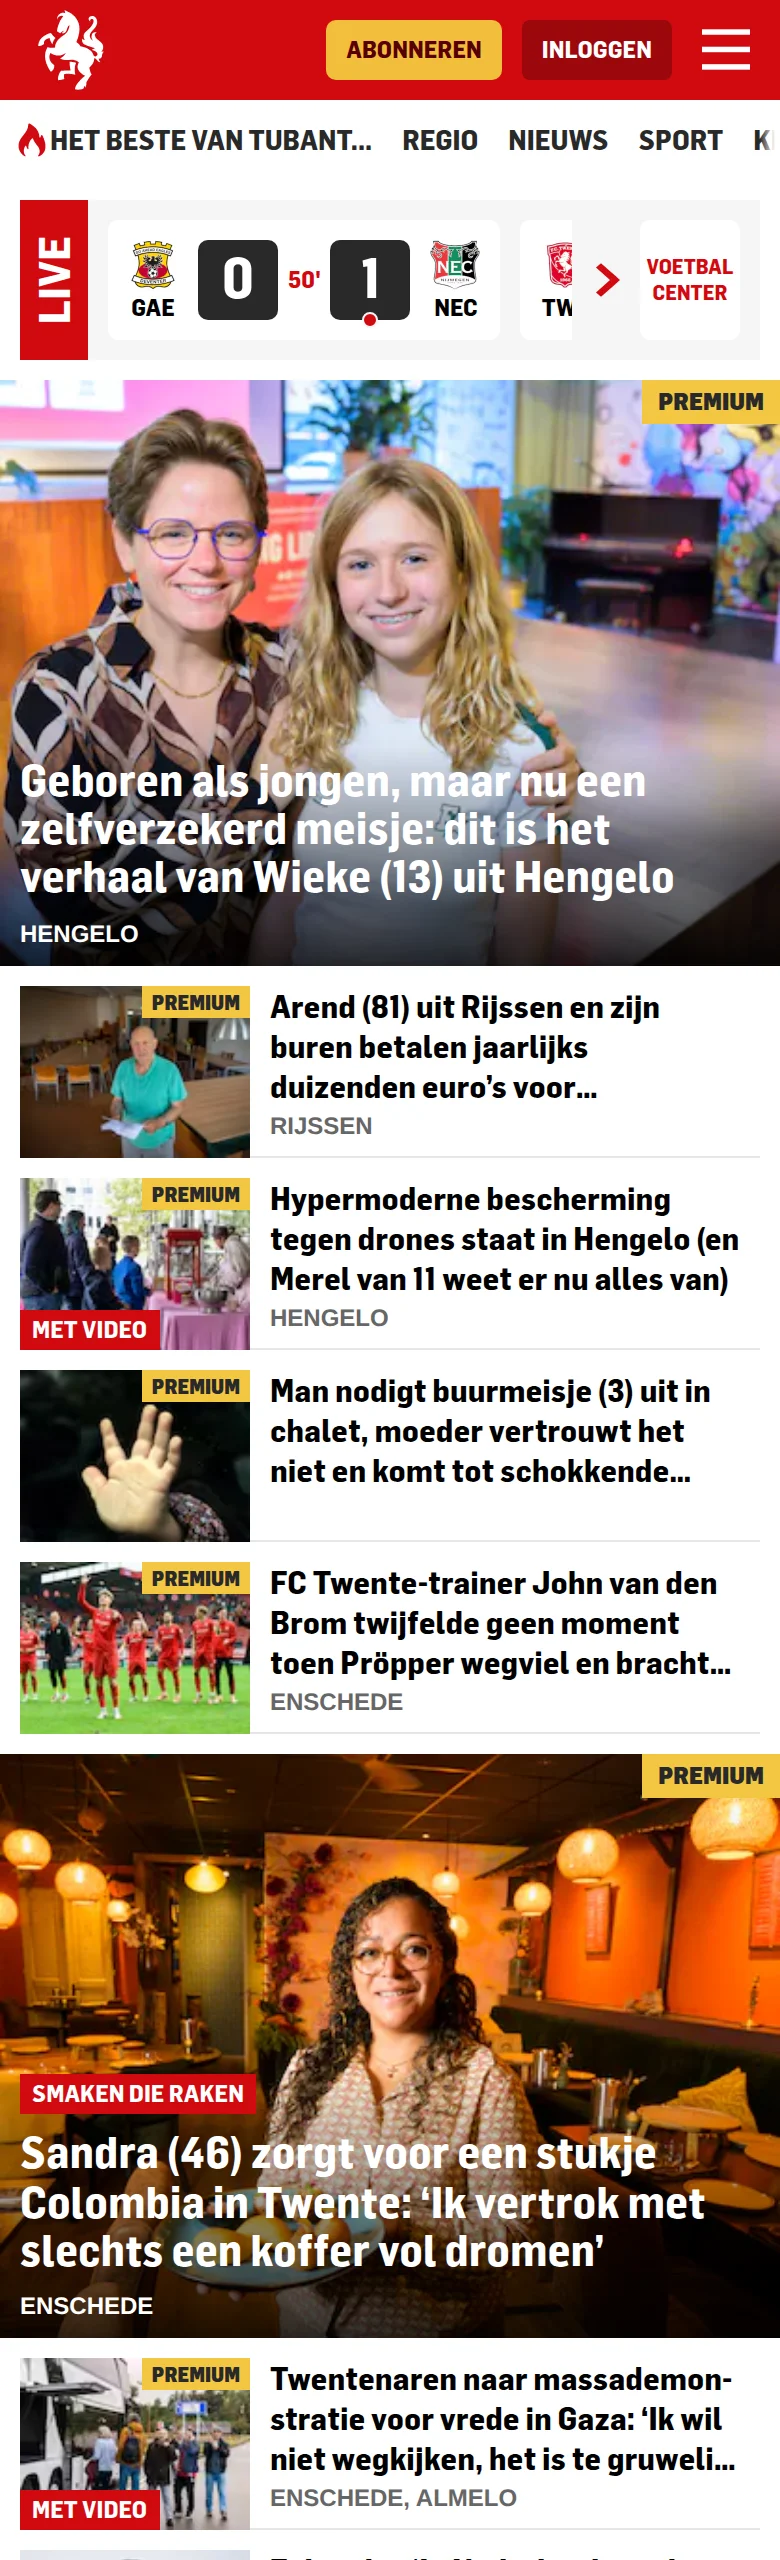 ABONNEREN
INLOGGEN
HET BESTE VAN TUBANT...
REGIO
NIEUWS
SPORT
LIVE
GAE
0
50'
1
NEC
NEC
TW
VOETBAL
CENTER
PREMIUM
Geboren als jongen, maar nu een
zelfverzekerd meisje: dit is het
verhaal van Wieke (13) uit Hengelo
HENGELO
PREMIUM
Arend (81) uit Rijssen en zijn
buren betalen jaarlijks
duizenden euro’s voor...
RIJSSEN
PREMIUM
MET VIDEO
Hypermoderne bescherming
tegen drones staat in Hengelo (en
Merel van 11 weet er nu alles van)
HENGELO
PREMIUM
Man nodigt buurmeisje (3) uit in
chalet, moeder vertrouwt het
niet en komt tot schokkende...
PREMIUM
FC Twente-trainer John van den
Brom twijfelde geen moment
toen Pröpper wegviel en bracht...
ENSCHEDE
PREMIUM
SMAKEN DIE RAKEN
Sandra (46) zorgt voor een stukje
Colombia in Twente: ‘Ik vertrok met
slechts een koffer vol dromen’
ENSCHEDE
PREMIUM
MET VIDEO
Twentenaren naar massademon-
stratie voor vrede in Gaza: ‘Ik wil
niet wegkijken, het is te gruweli...
ENSCHEDE, ALMELO